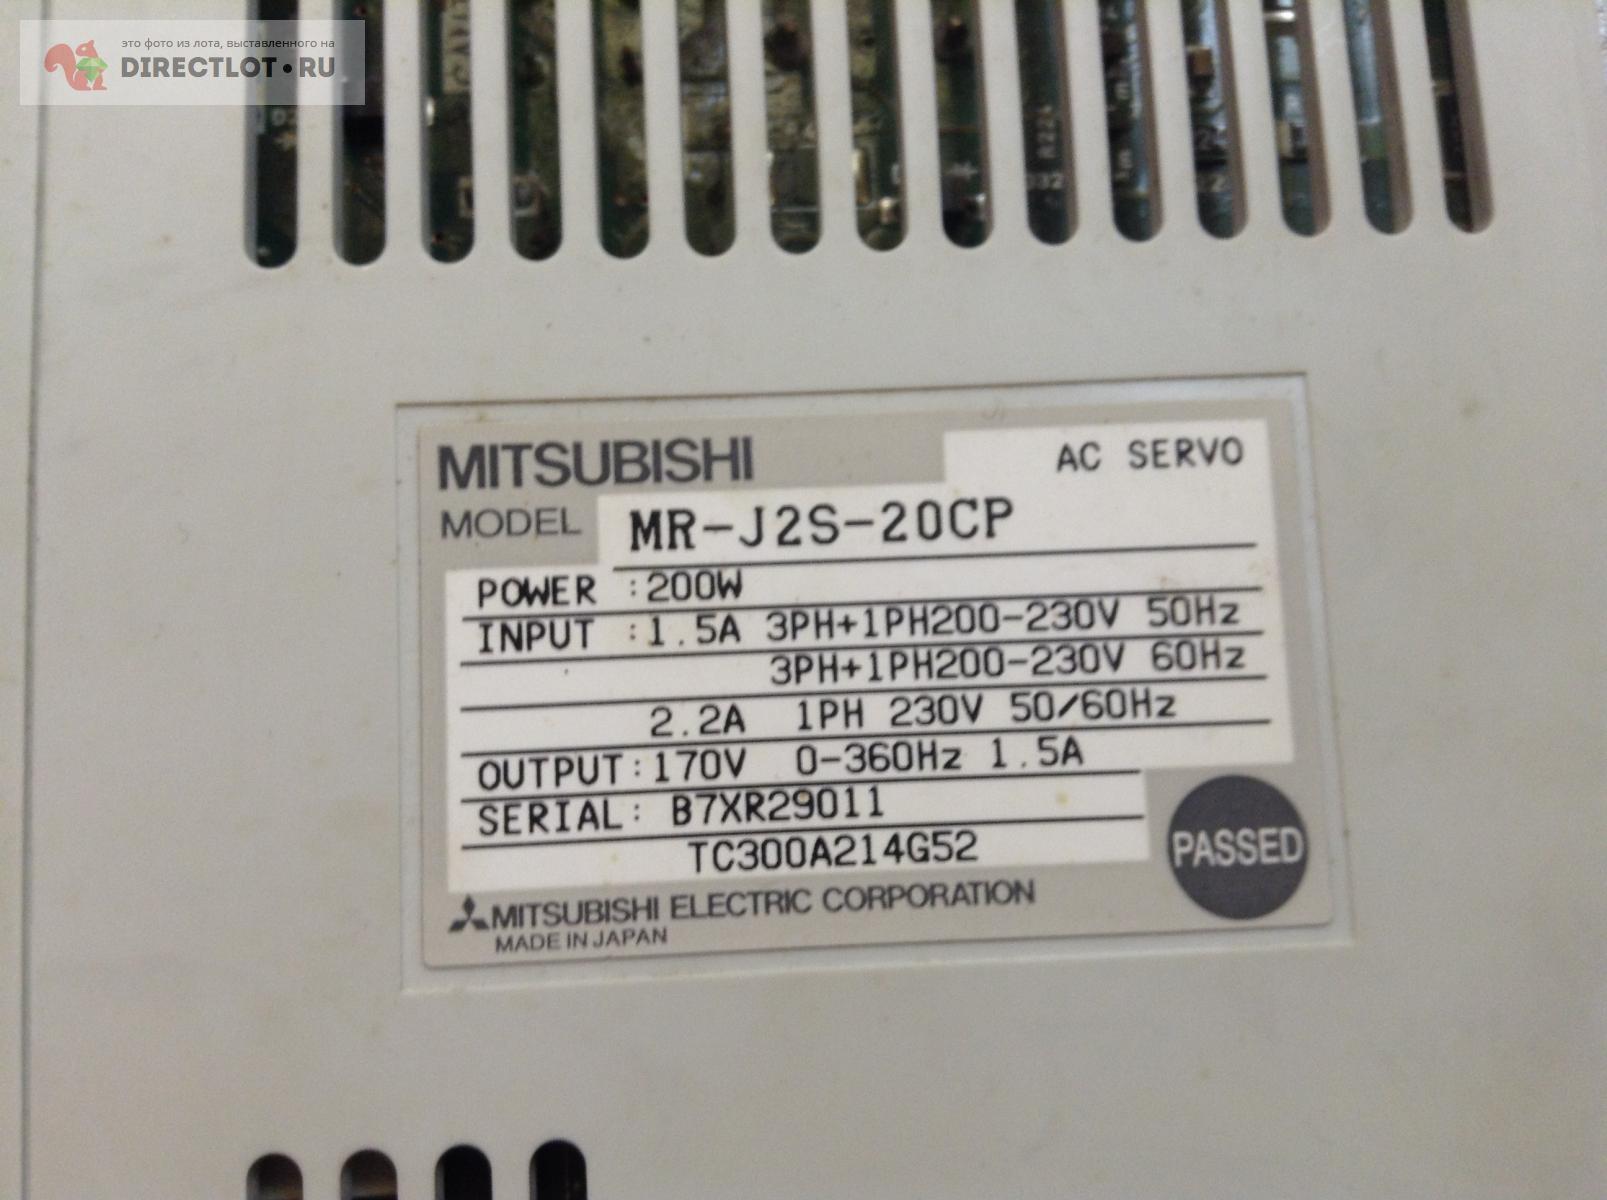 это фото из лота, выставленного на
DIRECTLOT•RU
R224
MITSUBISHI AC SERVO
MODEL MR-J2S-20CP
POWER :200W
INPUT :1.5A 3PH+1PH200-230V 50Hz
3PH+1PH200-230V 60Hz
2.2A 1PH 230V 50/60Hz
OUTPUT:170V 0-360Hz 1.5A
SERIAL: B7XR29011
TC300A214G52
PASSED
MITSUBISHI ELECTRIC CORPORATION
MADE IN JAPAN